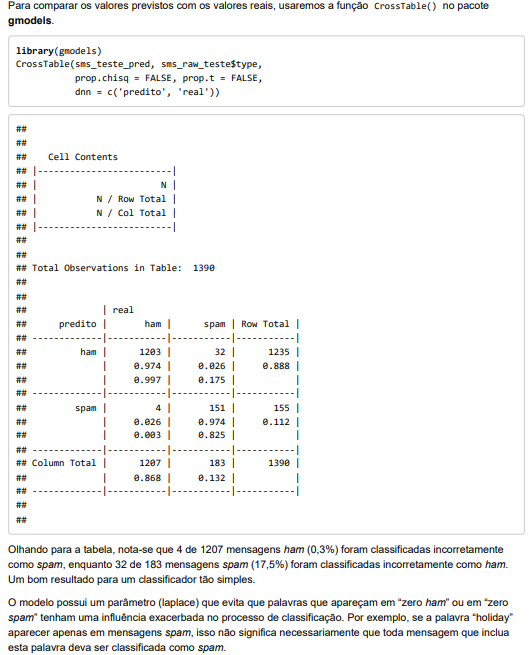 Para comparar os valores previstos com os valores reais, usaremos a função CrossTable() no pacote
gmodels.
library(gmodels)
CrossTable(sms_teste_pred, sms_raw_teste$type,
           prop.chisq = FALSE, prop.t = FALSE,
           dnn = c('predito', 'real'))
##
##
##    Cell Contents
## |-------------------------|
## |                       N |
## |           N / Row Total |
## |           N / Col Total |
## |-------------------------|
##
##
## Total Observations in Table:  1390
##
##
##              | real
##      predito |       ham |      spam | Row Total |
## -------------|-----------|-----------|-----------|
##          ham |      1203 |        32 |      1235 |
##              |     0.974 |     0.026 |     0.888 |
##              |     0.997 |     0.175 |           |
## -------------|-----------|-----------|-----------|
##         spam |         4 |       151 |       155 |
##              |     0.026 |     0.974 |     0.112 |
##              |     0.003 |     0.825 |           |
## -------------|-----------|-----------|-----------|
## Column Total |      1207 |       183 |      1390 |
##              |     0.868 |     0.132 |           |
## -------------|-----------|-----------|-----------|
##
##
Olhando para a tabela, nota-se que 4 de 1207 mensagens ham (0,3%) foram classificadas incorretamente
como spam, enquanto 32 de 183 mensagens spam (17,5%) foram classificadas incorretamente como ham.
Um bom resultado para um classificador tão simples.
O modelo possui um parâmetro (laplace) que evita que palavras que apareçam em “zero ham” ou em “zero
spam” tenham uma influência exacerbada no processo de classificação. Por exemplo, se a palavra “holiday”
aparecer apenas em mensagens spam, isso não significa necessariamente que toda mensagem que inclua
esta palavra deva ser classificada como spam.